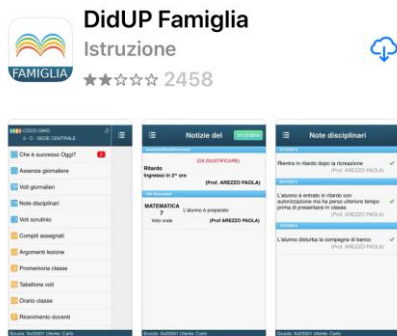 DidUP Famiglia
Istruzione
FAMIGLIA
★★☆☆☆ 2458
COCO GINO
Che è successo Oggi?
Assenze giornaliere
Voti giornalieri
Note disciplinari
Voti scrutinio
Compiti assegnati
Argomenti lezione
Promemoria classe
Tabellone voti
Orario classe
Ricevimento docenti
Notizie del
(DA GIUSTIFICARE)
Ritardo
Ingresso in 2^ ora
(Prof. AREZZO PAOLA)
MATEMATICA
7
Voto orale
L'alunno è preparato
(Prof AREZZO PAOLA)
Note disciplinari
Rientra in ritardo dopo la ricreazione
(Prof. AREZZO PAOLA)
L'alunno è entrato in ritardo con
autorizzazione ma ha perso ulteriore tempo
prima di presentarsi in classe.
(Prof. AREZZO PAOLA)
L'alunno disturba la compagna di banco
(Prof. AREZZO PAOLA)